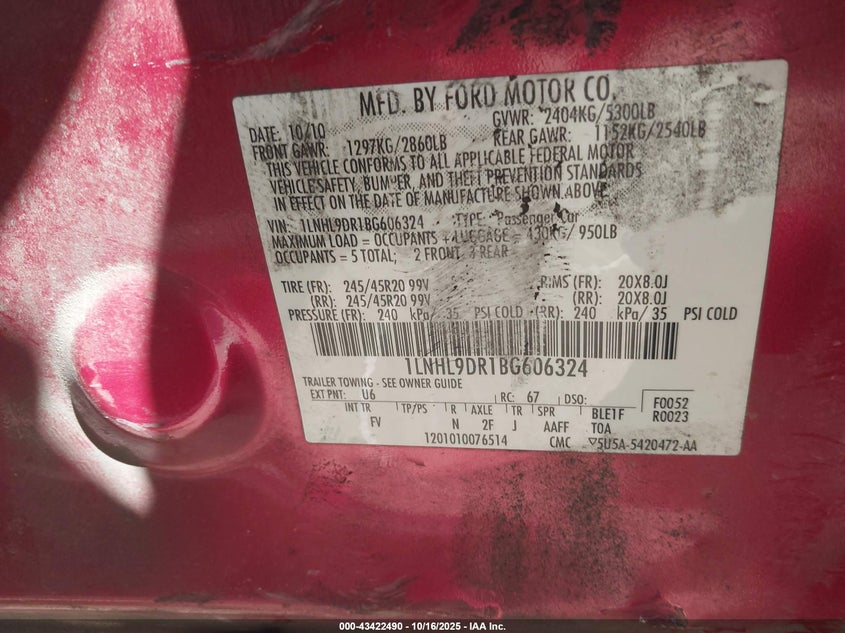 MFD. BY FORD MOTOR CO.
DATE: 10/10 GVWR: 2404KG/5300LB
FRONT GAWR: 1297KG/2860LB REAR GAWR: 1152KG/2540LB
THIS VEHICLE CONFORMS TO ALL APPLICABLE FEDERAL MOTOR
VEHICLE SAFETY, BUMPER, AND THEFT PREVENTION STANDARDS
IN EFFECT ON THE DATE OF MANUFACTURE SHOWN ABOVE.
VIN: 1LNHL9DR1BG606324 TYPE: Passenger Car
MAXIMUM LOAD = OCCUPANTS + LUGGAGE = 430KG/ 950LB
OCCUPANTS = 5 TOTAL; 2 FRONT, 3 REAR
TIRE (FR): 245/45R20 99V RIMS (FR): 20X8.0J
(RR): 245/45R20 99V (RR): 20X8.0J
PRESSURE (FR): 240 kPa/ 35 PSI COLD (RR): 240 kPa/ 35 PSI COLD
1LNHL9DR1BG606324
TRAILER TOWING - SEE OWNER GUIDE
EXT PNT: U6 RC: 67 DSO: F0052
INT TR TP/PS R AXLE TR SPR BLE1F R0023
FV N 2F J AAFF TOA
1201010076514 CMC ▽5U5A-5420472-AA
000-43422490 - 10/16/2025 - IAA Inc.